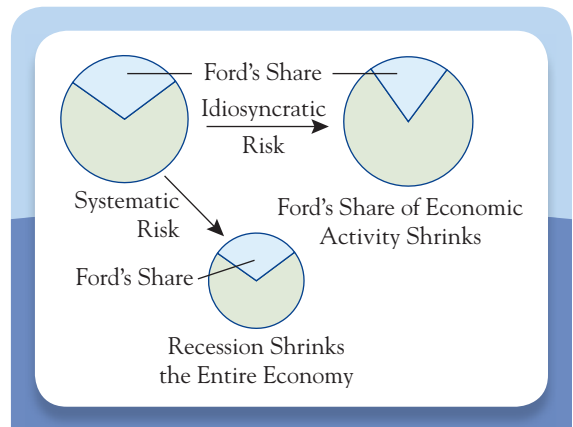 Ford's Share
Idiosyncratic
Risk
Systematic
Risk
Ford's Share of Economic
Activity Shrinks
Ford's Share
Recession Shrinks
the Entire Economy